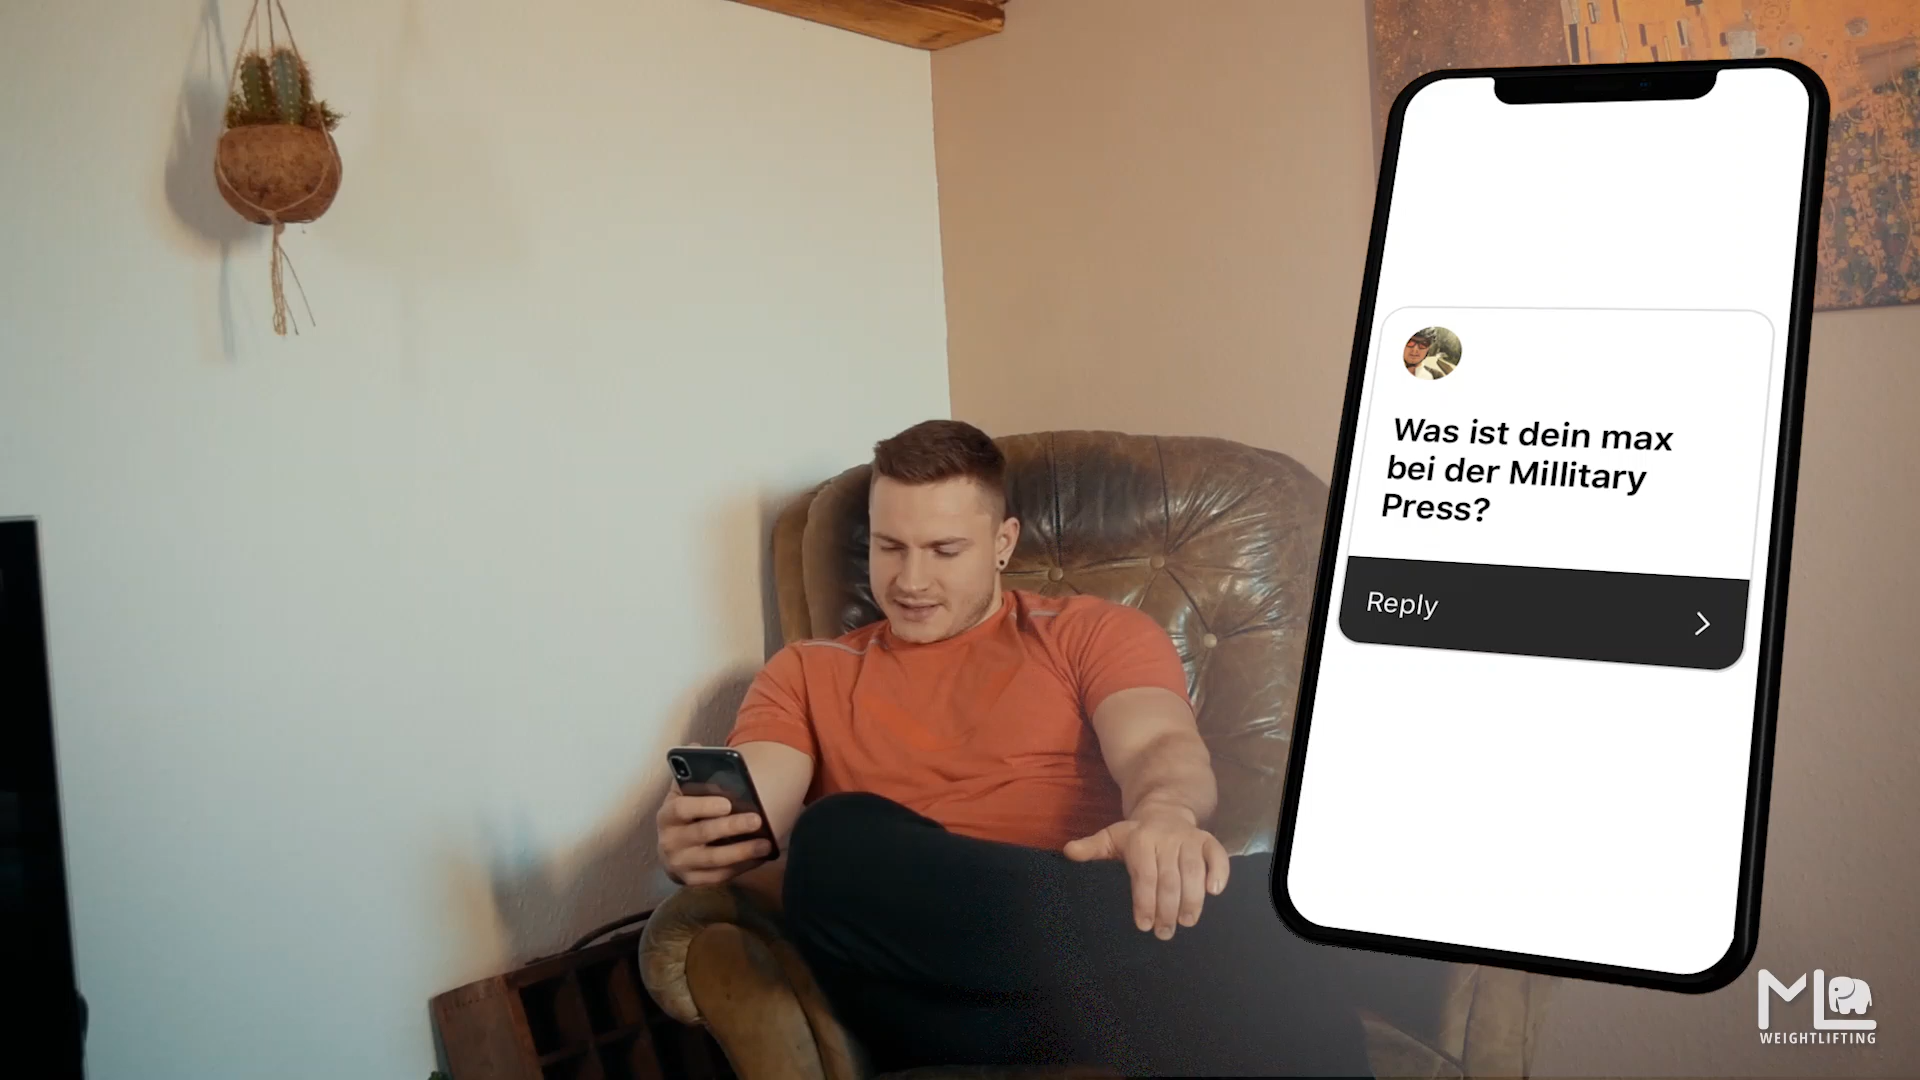 Was ist dein max
bei der Millitary
Press?
Reply
ML
WEIGHTLIFTING